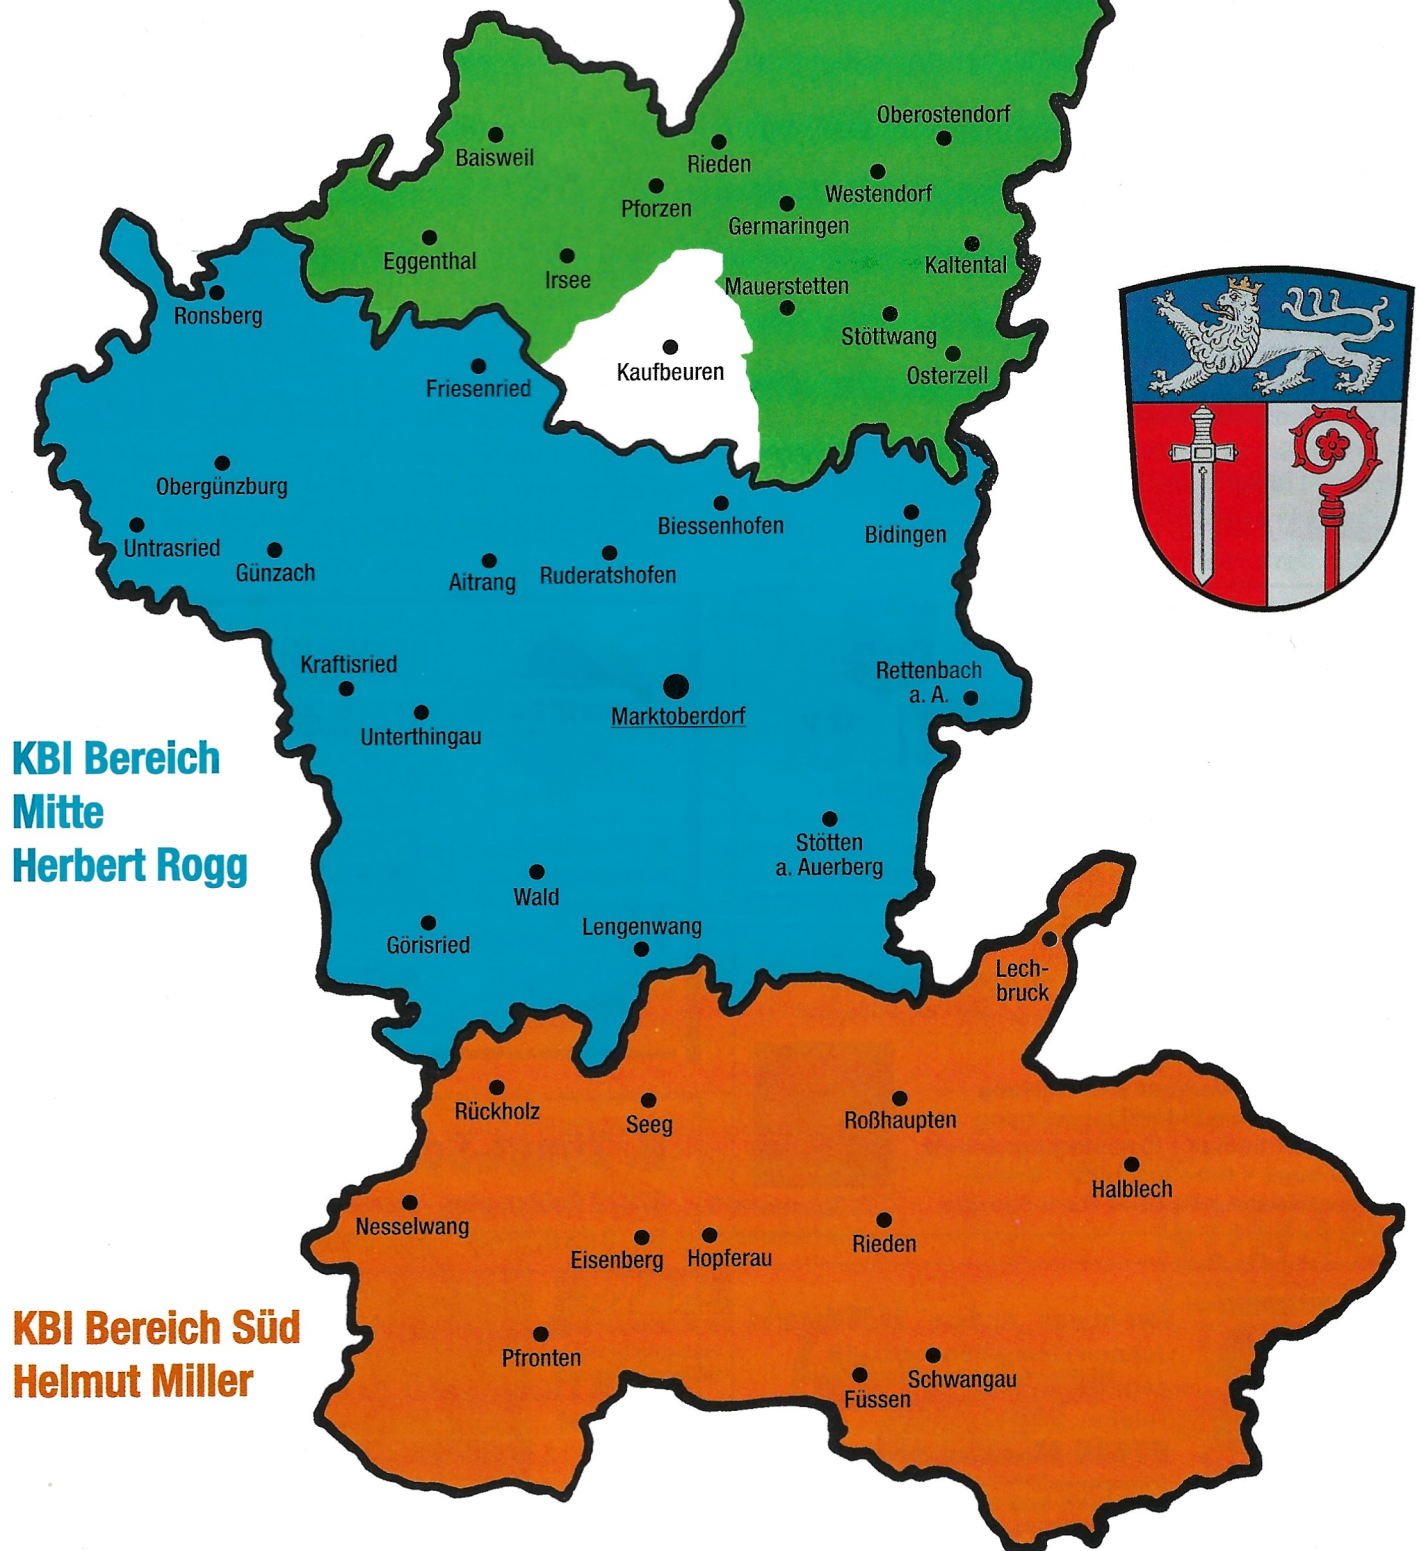 Oberostendorf
Baisweil
Rieden
Westendorf
Pforzen
Germaringen
Eggenthal
Irsee
Kaltental
Mauerstetten
Ronsberg
Stöttwang
Kaufbeuren
Osterzell
Friesenried
Obergünzburg
Biessenhofen
Bidingen
Untrasried
Günzach
Aitrang
Ruderatshofen
Kraftisried
Rettenbach
a. A.
Marktoberdorf
Unterthingau
KBI Bereich
Mitte
Herbert Rogg
Stötten
a. Auerberg
Wald
Lengenwang
Görisried
Lech-
bruck
Rückholz
Seeg
Roßhaupten
Halblech
Nesselwang
Eisenberg
Hopferau
Rieden
KBI Bereich Süd
Helmut Miller
Pfronten
Schwangau
Füssen